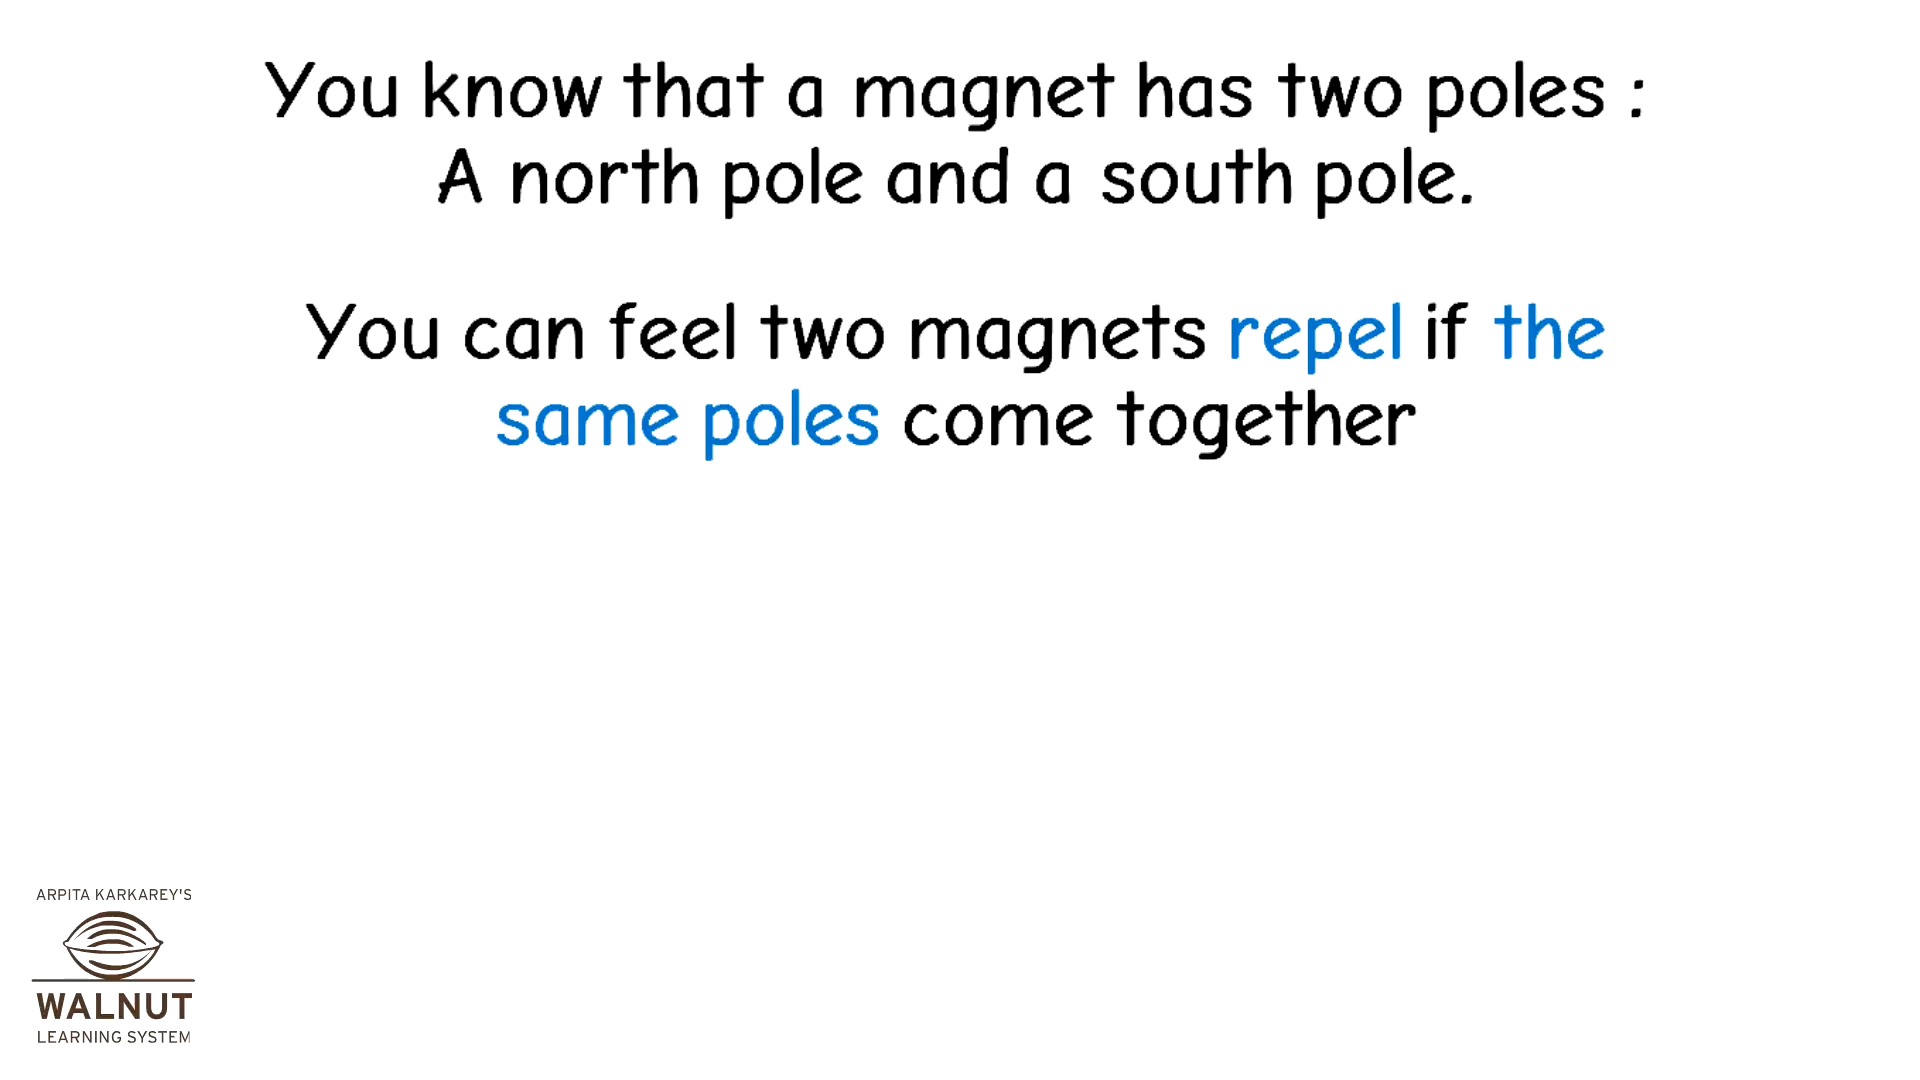 You know that a magnet has two poles :
A north pole and a south pole.
You can feel two magnets repel if the
same poles come together
ARPITA KARKAREY'S
WALNUT
LEARNING SYSTEM